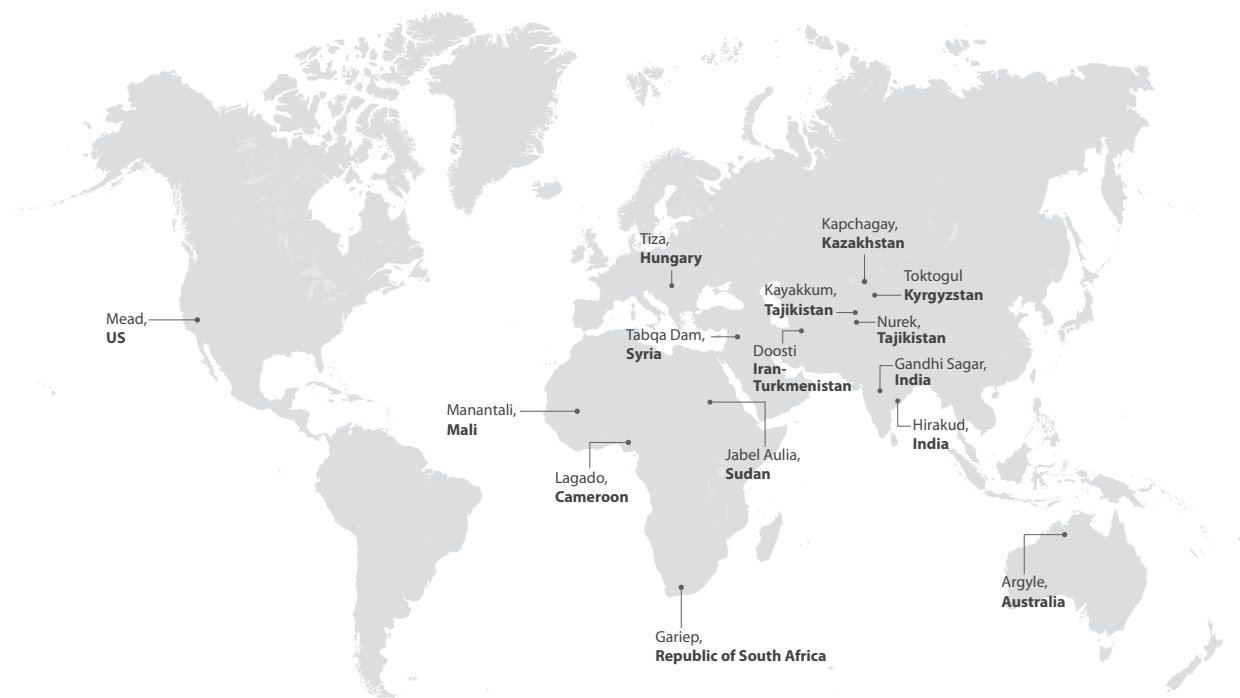 Kapchagay,
Kazakhstan
Tiza,
Hungary
Toktogul
Kyrgyzstan
Kayakkum,
Tajikistan
Mead,
US
Nurek,
Tajikistan
Tabqa Dam,
Syria
Doosti
Iran-
Turkmenistan
Gandhi Sagar,
India
Manantali,
Mali
Hirakud,
India
Jabel Aulia,
Sudan
Lagado,
Cameroon
Argyle,
Australia
Gariep,
Republic of South Africa